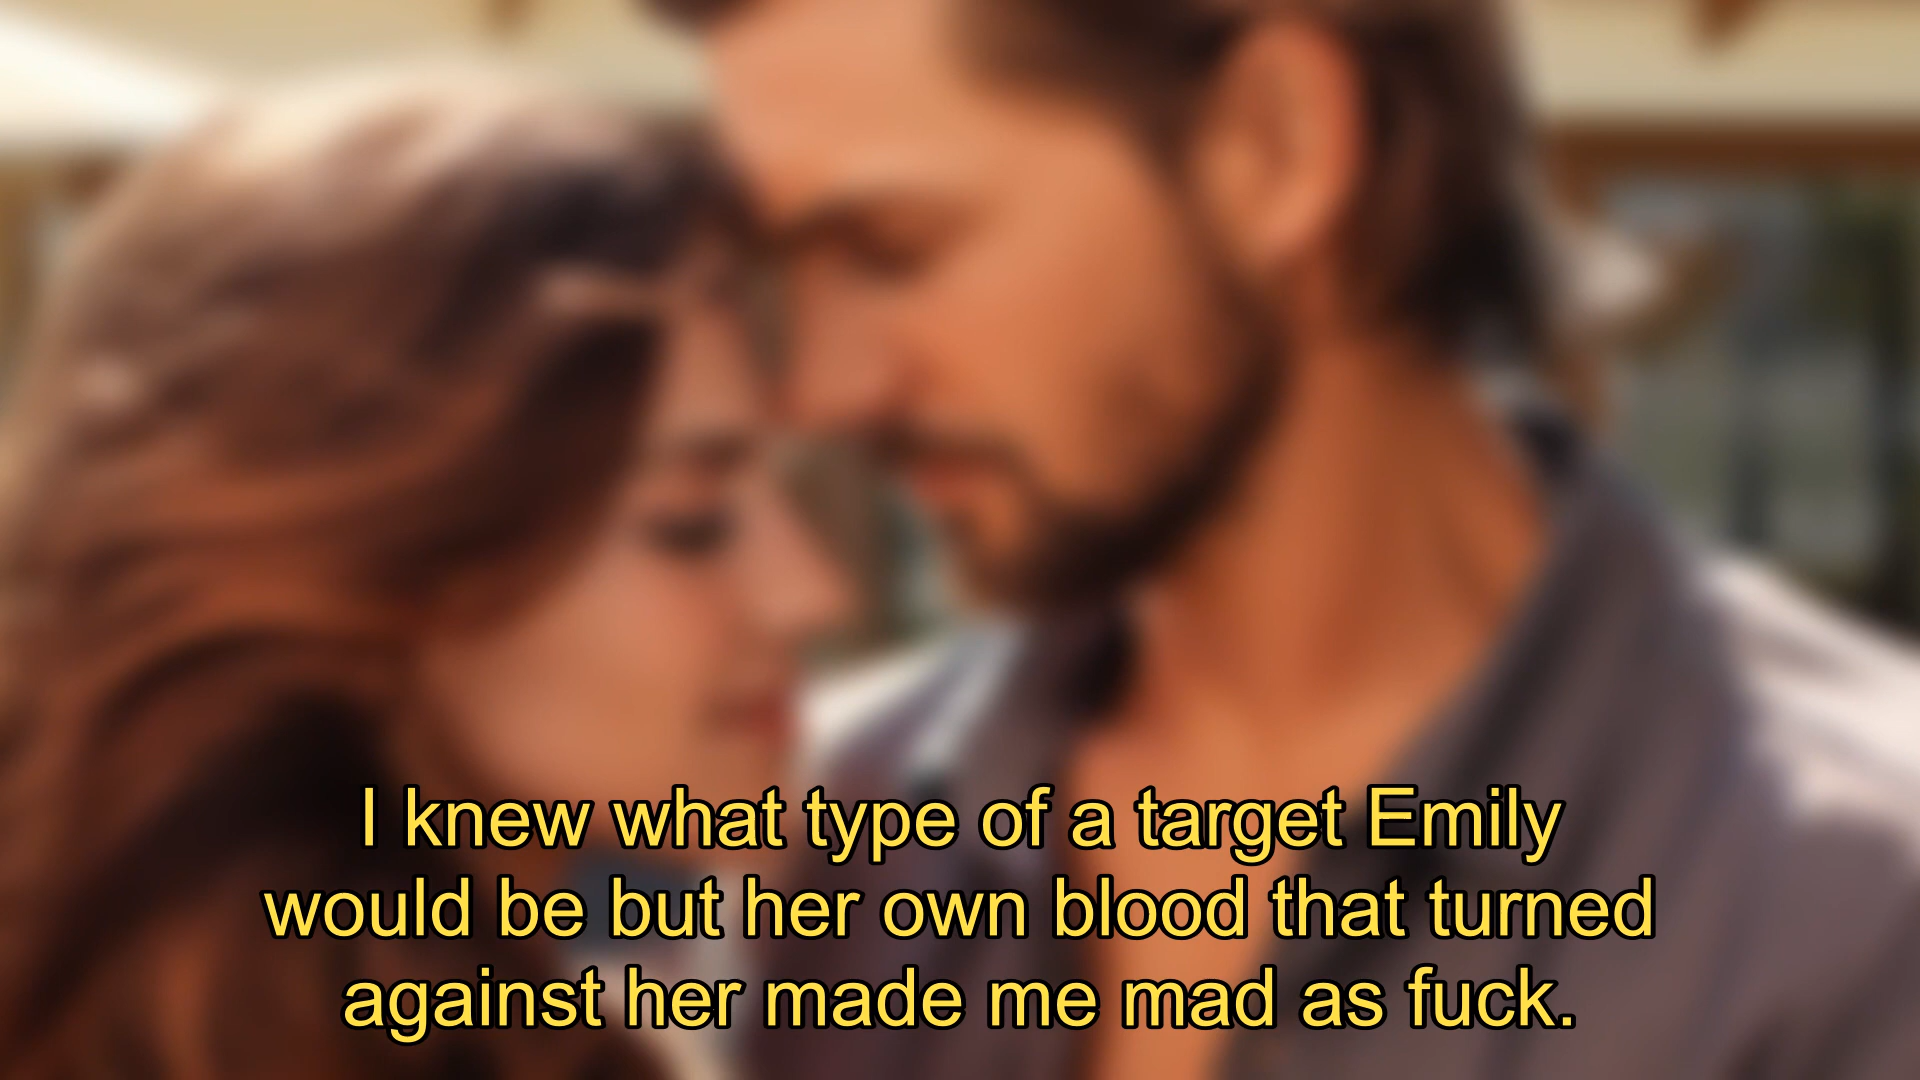 I knew what type of a target Emily
would be but her own blood that turned
against her made me mad as fuck.